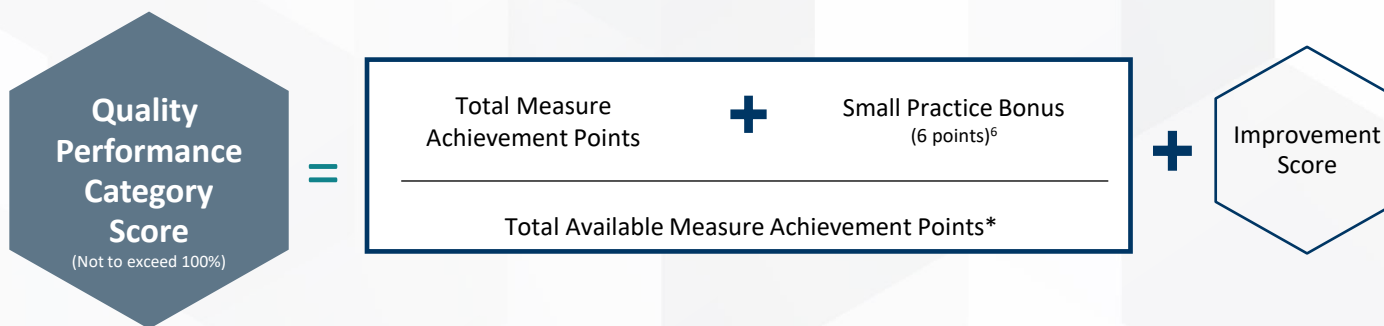 Quality
Performance
Category
Score
(Not to exceed 100%)
=
Total Measure
Achievement Points
+
Small Practice Bonus
(6 points)6
Total Available Measure Achievement Points*
+
Improvement
Score